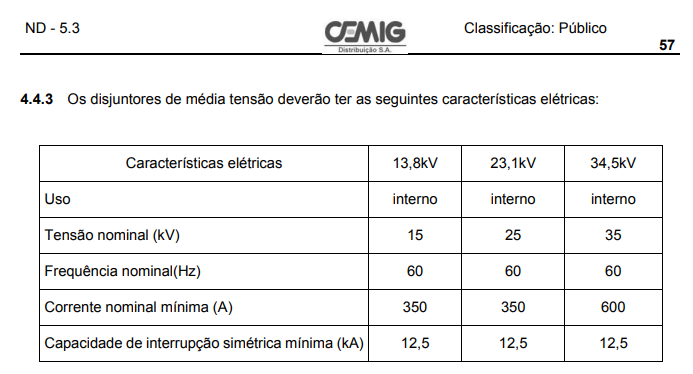 ND - 5.3
CEMIG
Distribuição S.A.
Classificação: Público
57
4.4.3 Os disjuntores de média tensão deverão ter as seguintes características elétricas:
Características elétricas 13,8kV 23,1kV 34,5kV
Uso interno interno interno
Tensão nominal (kV) 15 25 35
Frequência nominal(Hz) 60 60 60
Corrente nominal mínima (A) 350 350 600
Capacidade de interrupção simétrica mínima (kA) 12,5 12,5 12,5